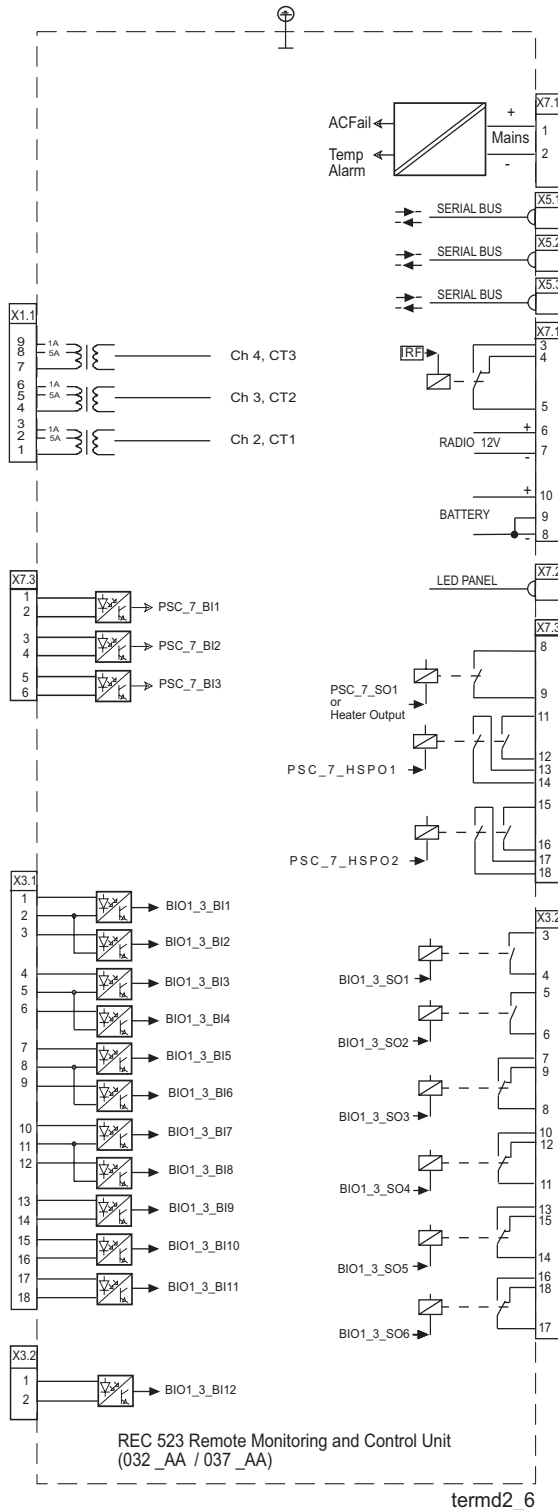 X7.1
+
1
ACFail
Mains
2
Temp
Alarm
-
X5.1
SERIAL BUS
X5.2
SERIAL BUS
X5.3
SERIAL BUS
X1.1
9
1A
8
5A
7
Ch 4, CT3
6
1A
5
5A
4
Ch 3, CT2
3
1A
2
5A
1
Ch 2, CT1
X7.1
3
4
IRF
5
+
6
RADIO 12V
7
-
+
10
BATTERY
9
8
-
X7.2
LED PANEL
X7.3
1
2
PSC_7_BI1
3
4
PSC_7_BI2
5
6
PSC_7_BI3
X7.3
8
9
PSC_7_SO1
or
Heater Output
11
12
13
14
PSC_7_HSPO1
15
16
17
18
PSC_7_HSPO2
X3.1
1
2
3
BIO1_3_BI1
BIO1_3_BI2
4
5
6
BIO1_3_BI3
BIO1_3_BI4
7
8
9
BIO1_3_BI5
BIO1_3_BI6
10
11
12
BIO1_3_BI7
BIO1_3_BI8
13
14
BIO1_3_BI9
15
16
BIO1_3_BI10
17
18
BIO1_3_BI11
X3.2
3
4
BIO1_3_SO1
5
6
BIO1_3_SO2
7
9
8
BIO1_3_SO3
10
12
11
BIO1_3_SO4
13
15
14
BIO1_3_SO5
16
18
17
BIO1_3_SO6
X3.2
1
2
BIO1_3_BI12
REC 523 Remote Monitoring and Control Unit
(032 _AA / 037 _AA)
termd2_6